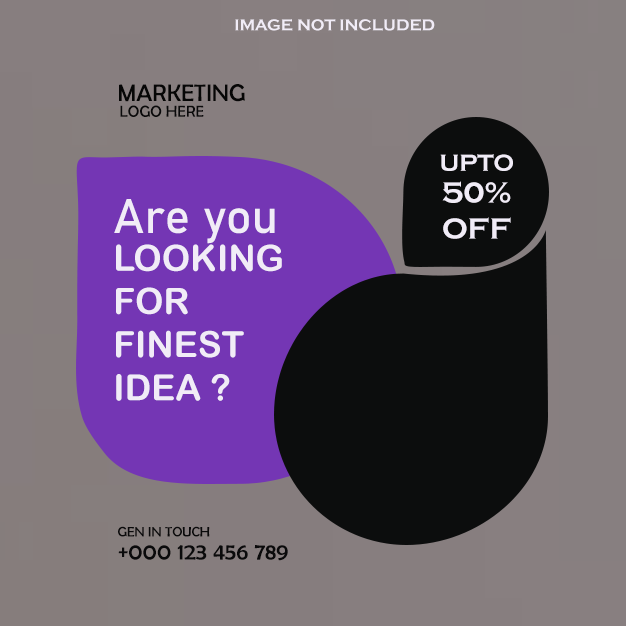 IMAGE NOT INCLUDED
MARKETING
LOGO HERE
UPTO
50%
OFF
Are you
LOOKING
FOR
FINEST
IDEA ?
GEN IN TOUCH
+000 123 456 789